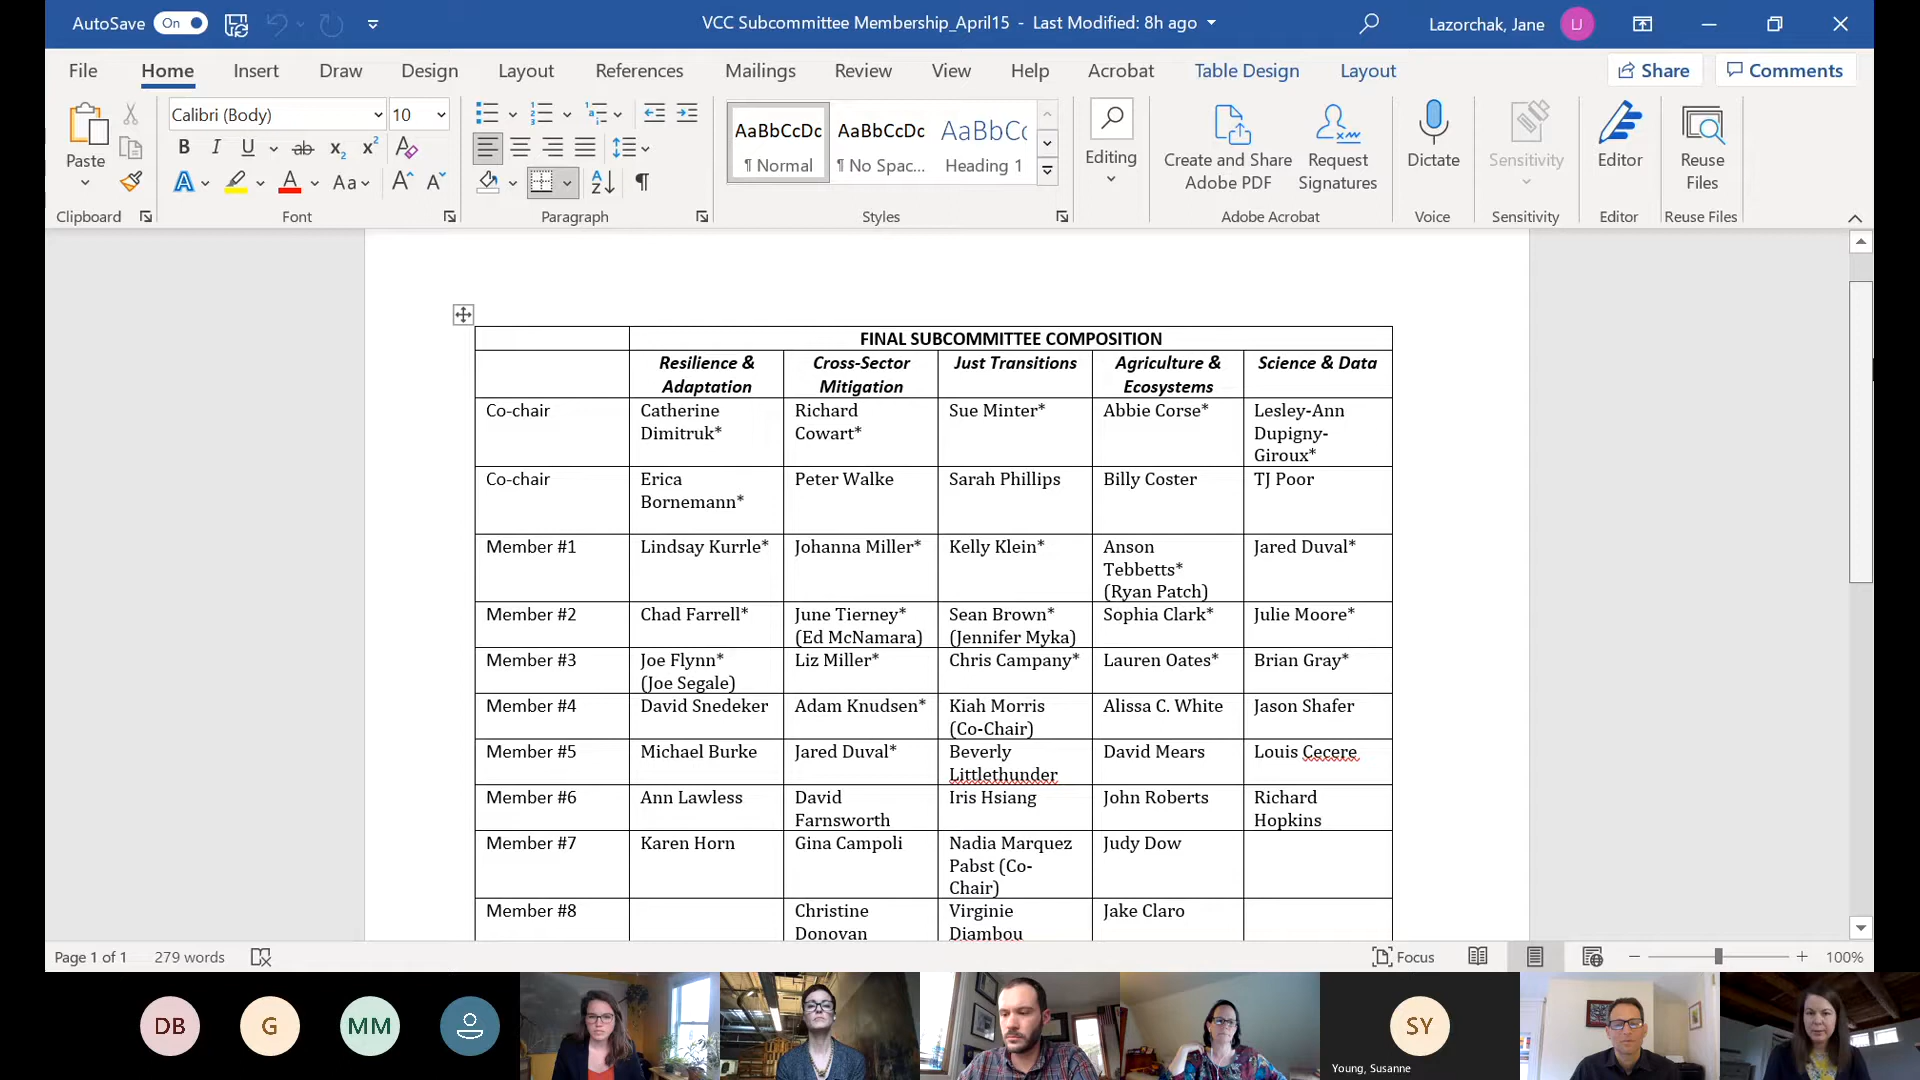 AutoSave On VCC Subcommittee Membership_April15 - Last Modified: 8h ago Lazorchak, Jane LJ
File Home Insert Draw Design Layout References Mailings Review View Help Acrobat Table Design Layout Share Comments
Calibri (Body) 10
Paste
Clipboard
Font
Paragraph
AaBbCcDc AaBbCcDc AaBbCc
¶ Normal ¶ No Spac... Heading 1
Styles
Editing
Create and Share
Adobe PDF
Request
Signatures
Adobe Acrobat
Dictate
Voice
Sensitivity
Sensitivity
Editor
Editor
Reuse
Files
Reuse Files
FINAL SUBCOMMITTEE COMPOSITION
Resilience & Cross-Sector Just Transitions Agriculture & Science & Data
Adaptation Mitigation Ecosystems
Co-chair Catherine Richard Sue Minter* Abbie Corse* Lesley-Ann
Dimitruk* Cowart* Dupigny-
Giroux*
Co-chair Erica Peter Walke Sarah Phillips Billy Coster TJ Poor
Bornemann*
Member #1 Lindsay Kurrle* Johanna Miller* Kelly Klein* Anson Jared Duval*
Tebbetts*
(Ryan Patch)
Member #2 Chad Farrell* June Tierney* Sean Brown* Sophia Clark* Julie Moore*
(Ed McNamara) (Jennifer Myka)
Member #3 Joe Flynn* Liz Miller* Chris Campany* Lauren Oates* Brian Gray*
(Joe Segale)
Member #4 David Snedeker Adam Knudsen* Kiah Morris Alissa C. White Jason Shafer
(Co-Chair)
Member #5 Michael Burke Jared Duval* Beverly David Mears Louis Cecere
Littlethunder
Member #6 Ann Lawless David Iris Hsiang John Roberts Richard
Farnsworth Hopkins
Member #7 Karen Horn Gina Campoli Nadia Marquez Judy Dow
Pabst (Co-
Chair)
Member #8 Christine Virginie Jake Claro
Donovan Diambou
Page 1 of 1 279 words Focus 100%
DB G MM SY
Young, Susanne